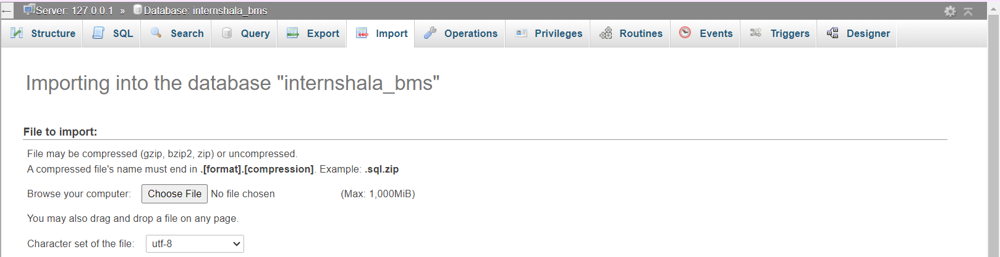 ← Server: 127.0.0.1 » Database: internshala_bms
Structure SQL Search Query Export Import Operations Privileges Routines Events Triggers Designer
Importing into the database "internshala_bms"
File to import:
File may be compressed (gzip, bzip2, zip) or uncompressed.
A compressed file's name must end in .[format].[compression]. Example: .sql.zip
Browse your computer: Choose File No file chosen (Max: 1,000MiB)
You may also drag and drop a file on any page.
Character set of the file: utf-8